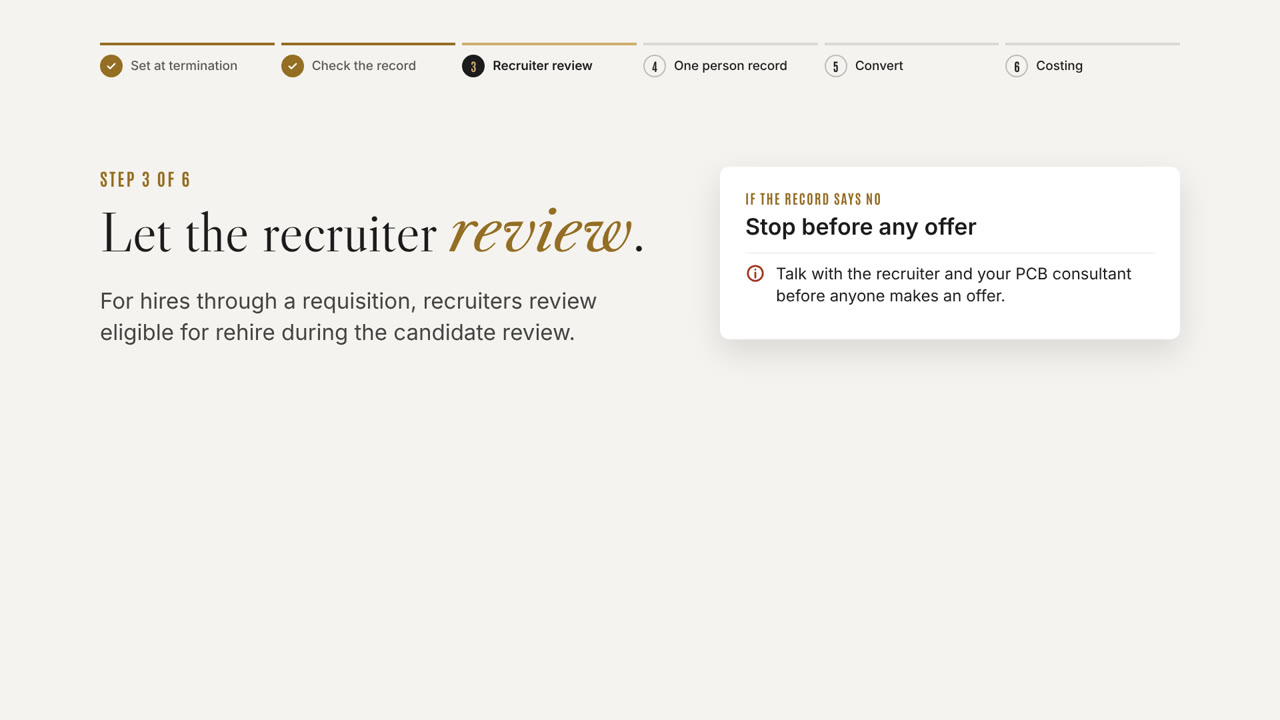 Set at termination
Check the record
3 Recruiter review
4 One person record
5 Convert
6 Costing
STEP 3 OF 6
Let the recruiter review.
For hires through a requisition, recruiters review
eligible for rehire during the candidate review.
IF THE RECORD SAYS NO
Stop before any offer
Talk with the recruiter and your PCB consultant
before anyone makes an offer.